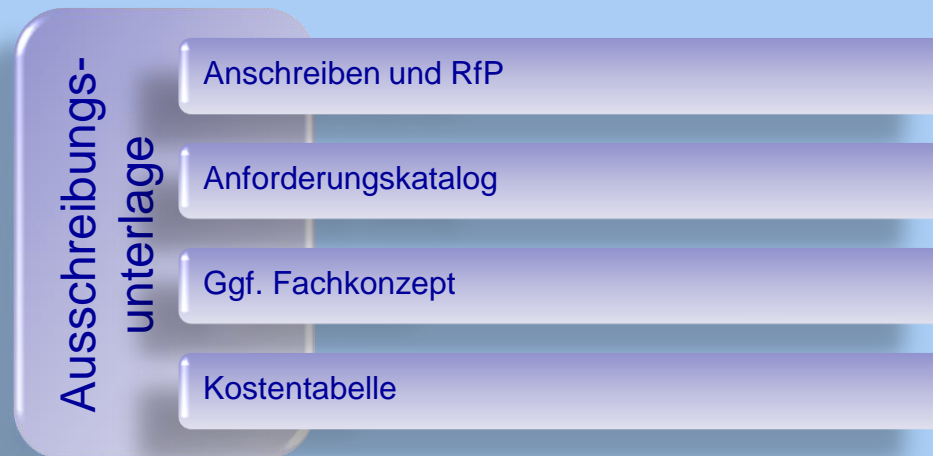 Ausschreibungs-
unterlage
Anschreiben und RfP
Anforderungskatalog
Ggf. Fachkonzept
Kostentabelle